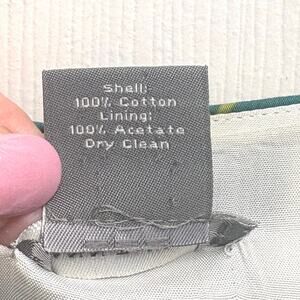 Shell:
100% Cotton
Lining:
100% Acetate
Dry Clean